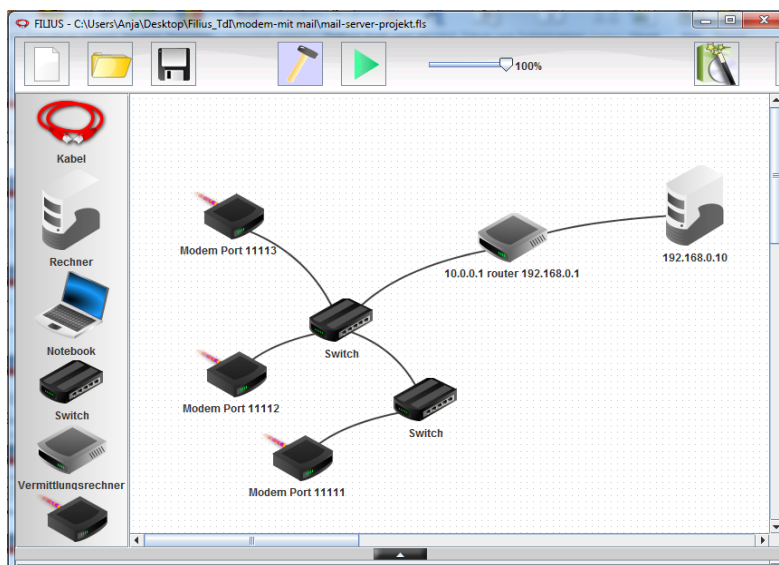 FILIUS - C:\Users\Anja\Desktop\Filius_TdI\modem-mit mail\mail-server-projekt.fls
100%
Kabel
Rechner
Notebook
Switch
Vermittlungsrechner
Modem Port 11113
10.0.0.1 router 192.168.0.1
192.168.0.10
Switch
Modem Port 11112
Switch
Modem Port 11111